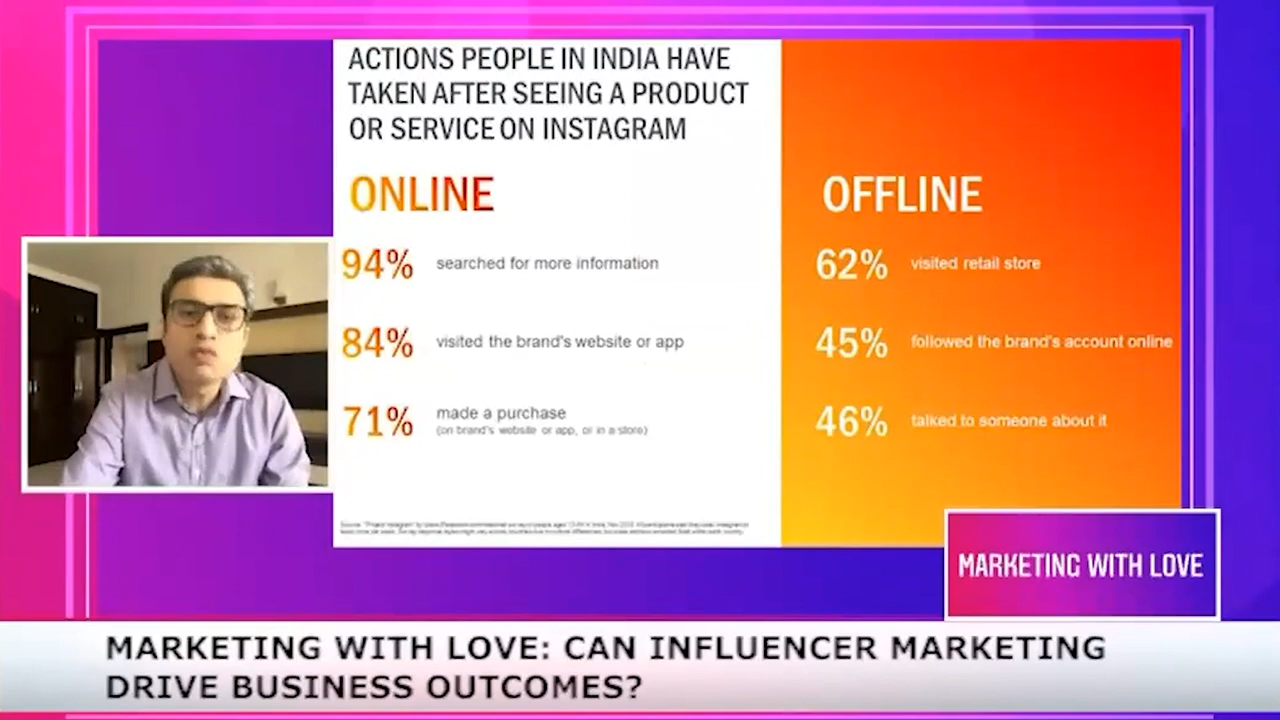 ACTIONS PEOPLE IN INDIA HAVE
TAKEN AFTER SEEING A PRODUCT
OR SERVICE ON INSTAGRAM
ONLINE
94% searched for more information
84% visited the brand's website or app
71% made a purchase
(on brand's website or app, or in a store)
OFFLINE
62% visited retail store
45% followed the brand's account online
46% talked to someone about it
MARKETING WITH LOVE
MARKETING WITH LOVE: CAN INFLUENCER MARKETING
DRIVE BUSINESS OUTCOMES?